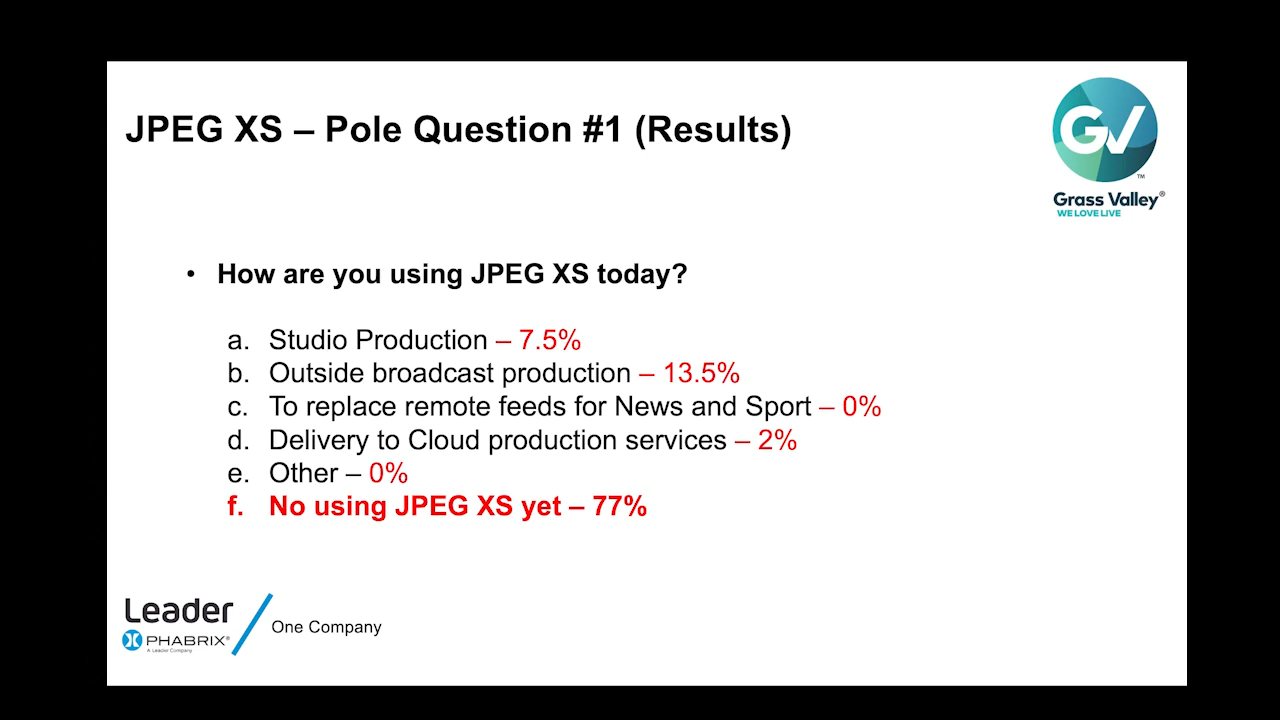 JPEG XS – Pole Question #1 (Results)
GV
TM
Grass Valley®
WE LOVE LIVE
• How are you using JPEG XS today?
a. Studio Production – 7.5%
b. Outside broadcast production – 13.5%
c. To replace remote feeds for News and Sport – 0%
d. Delivery to Cloud production services – 2%
e. Other – 0%
f. No using JPEG XS yet – 77%
Leader
PHABRIX®
A Leader Company
One Company